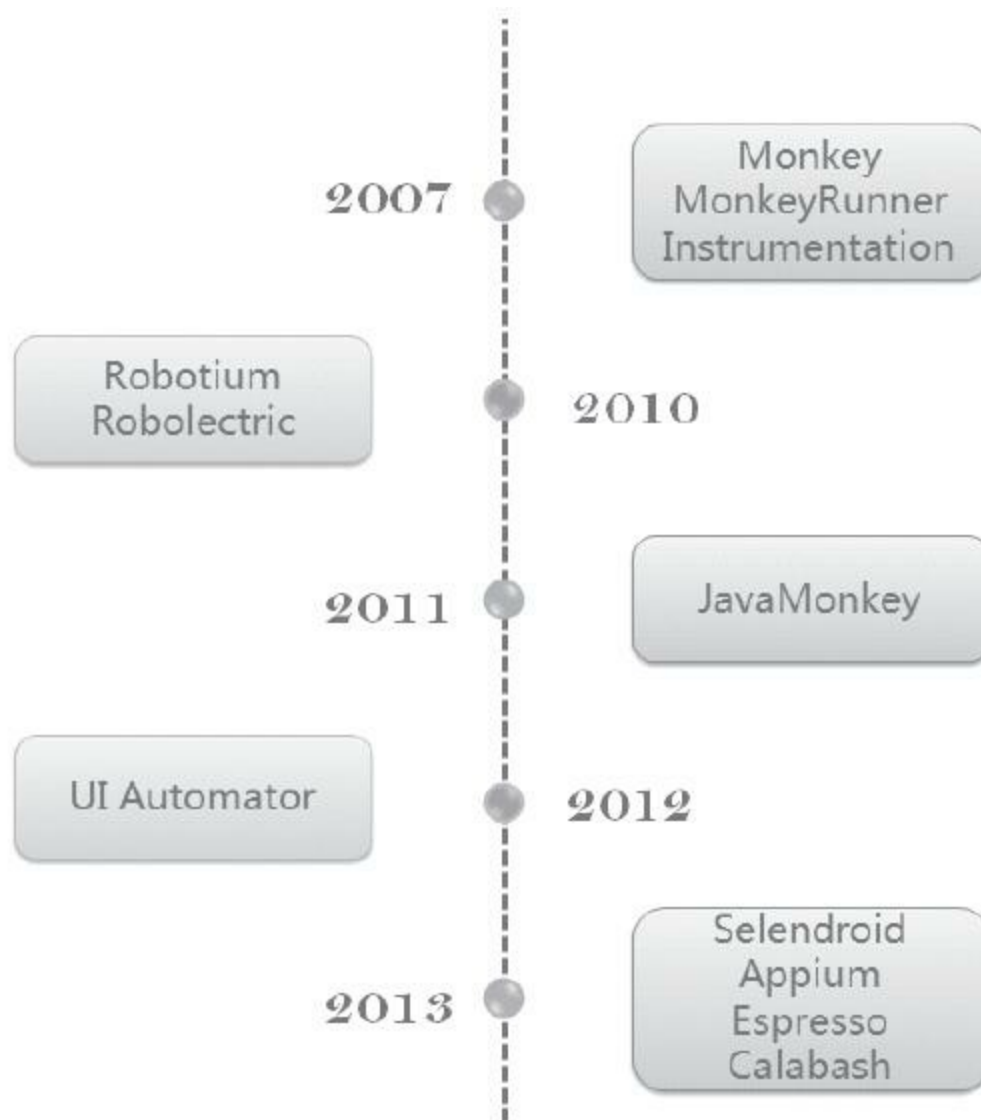 2007
Monkey
MonkeyRunner
Instrumentation
Robotium
Robolectric
2010
2011
JavaMonkey
UI Automator
2012
2013
Selendroid
Appium
Espresso
Calabash